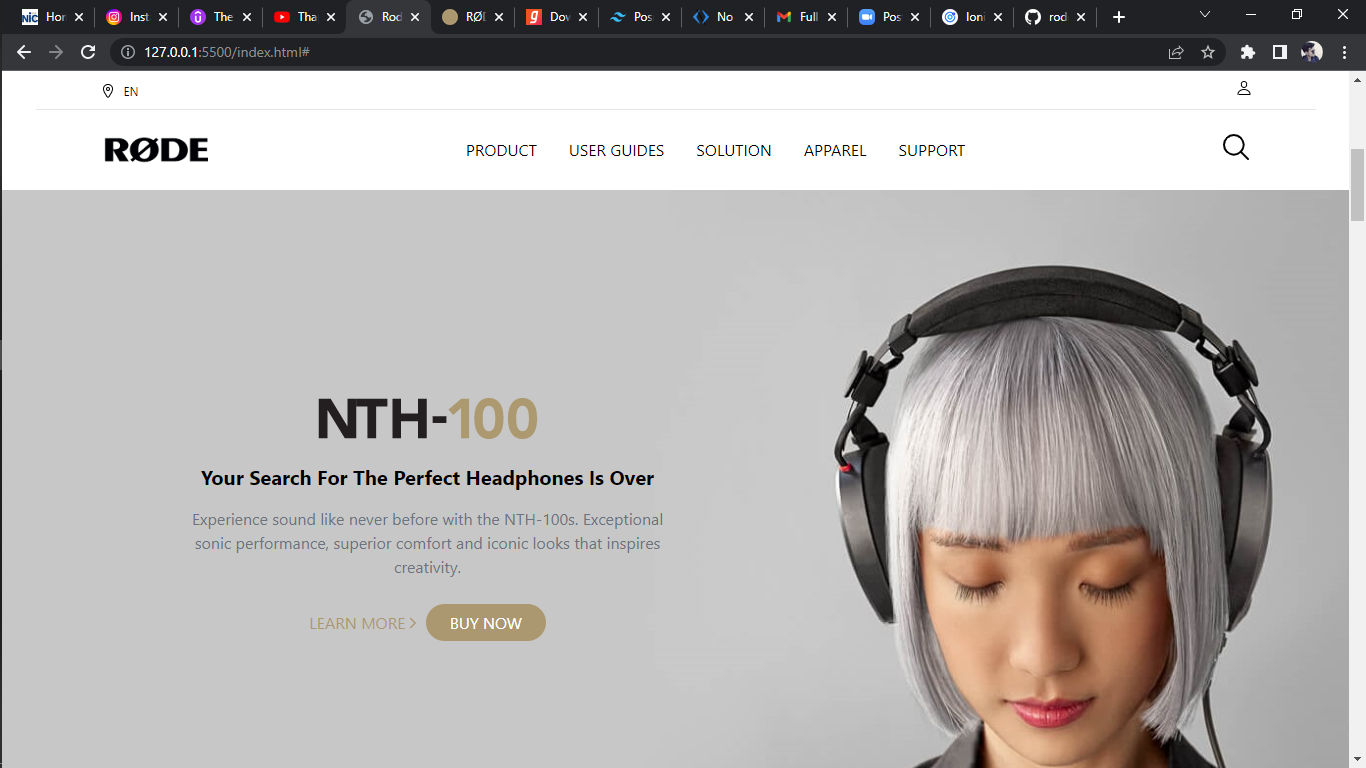 NIC Hor
Inst
The
Tha
Rod
RØD
Dov
Pos
No
Full
Pos
Ioni
rod
127.0.0.1:5500/index.html#
EN
RØDE
PRODUCT USER GUIDES SOLUTION APPAREL SUPPORT
NTH-100
Your Search For The Perfect Headphones Is Over
Experience sound like never before with the NTH-100s. Exceptional
sonic performance, superior comfort and iconic looks that inspires
creativity.
LEARN MORE BUY NOW